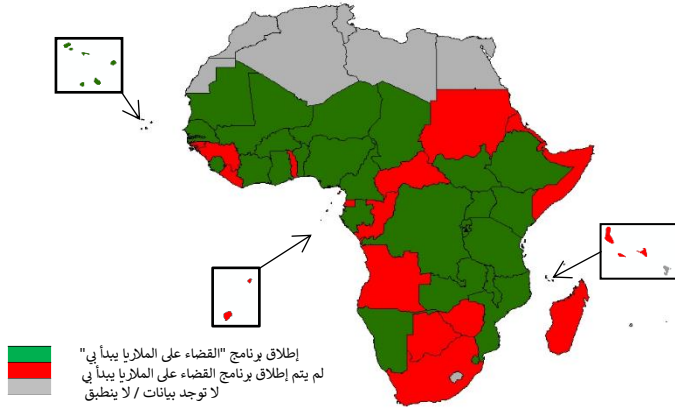 إطلاق برنامج "القضاء على الملاريا يبدأ بي"
لم يتم إطلاق برنامج القضاء على الملاريا يبدأ بي
لا توجد بيانات / لا ينطبق